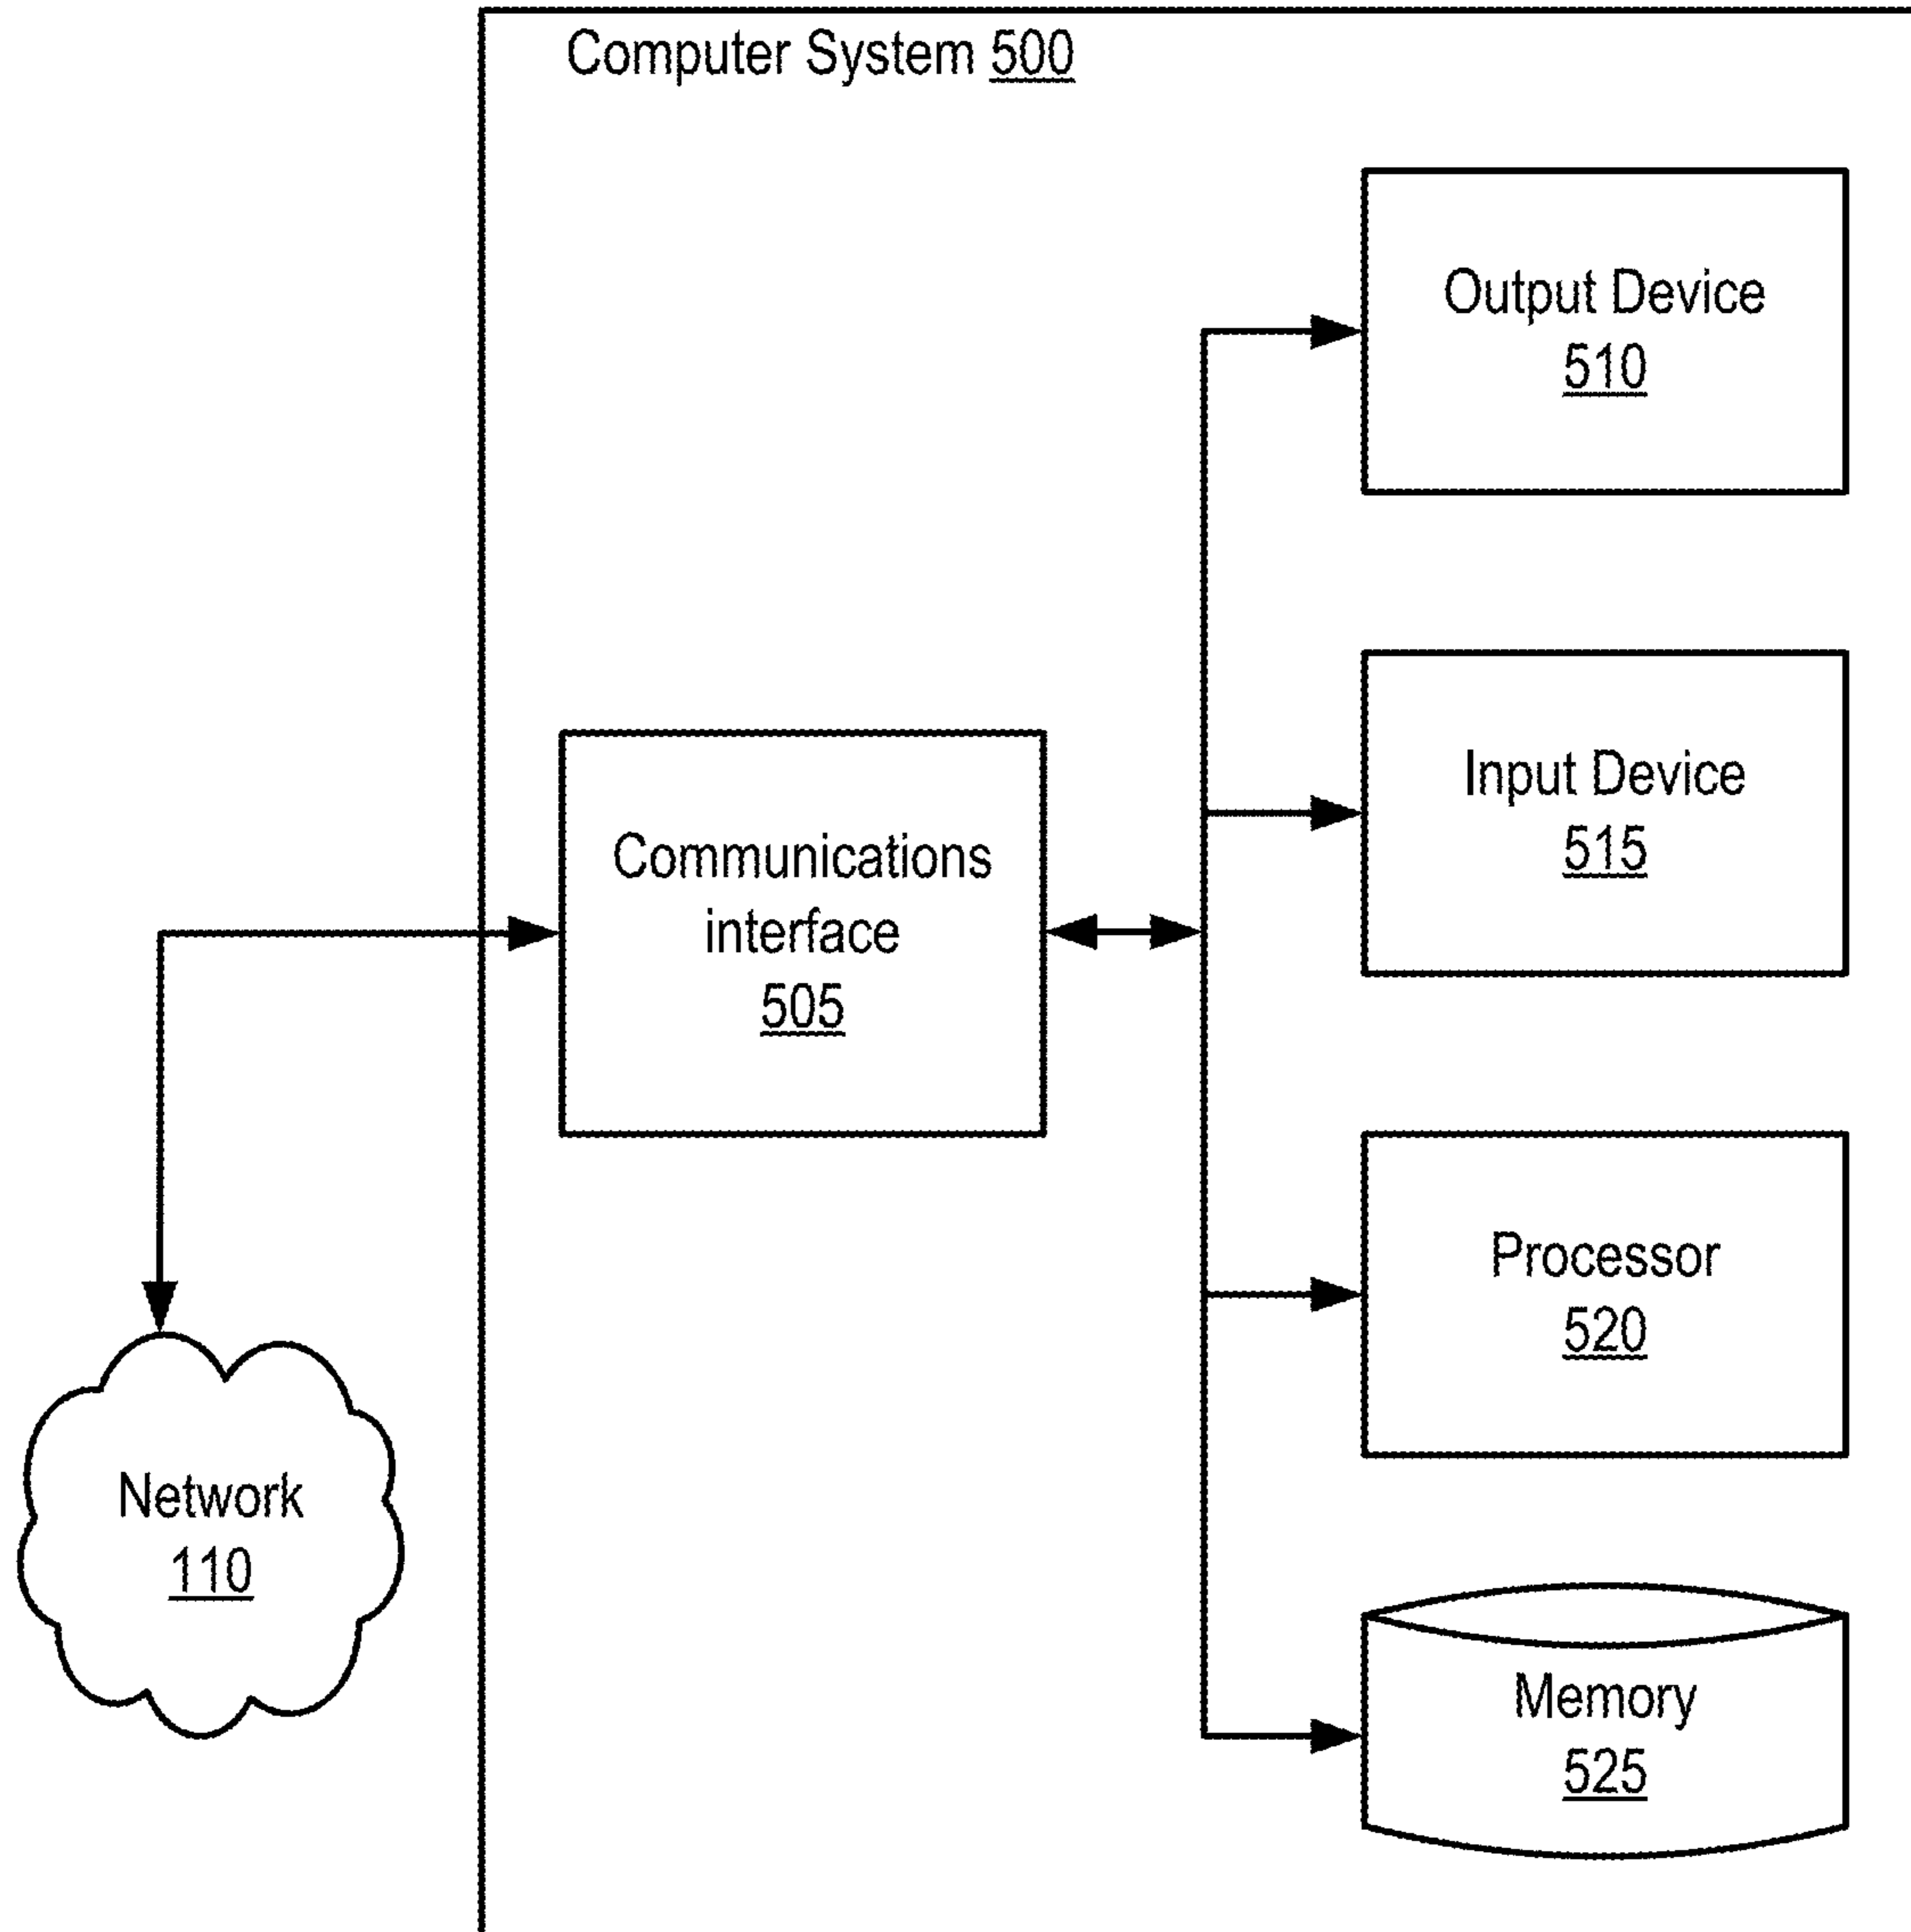 Computer System 500
Output Device
510
Input Device
515
Communications
interface
505
Processor
520
Network
110
Memory
525